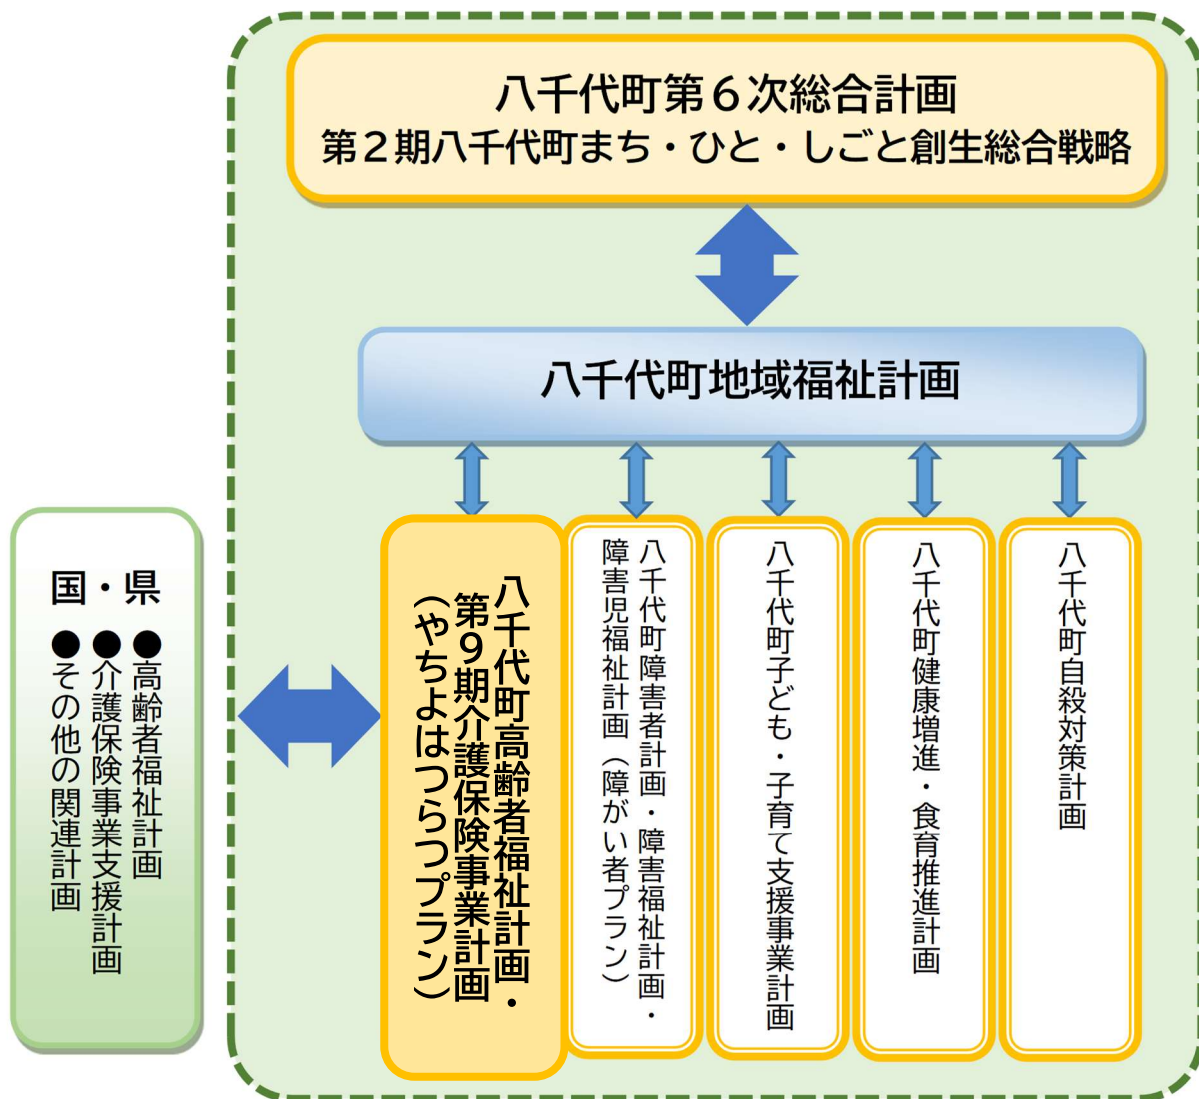 八千代町第６次総合計画
第２期八千代町まち・ひと・しごと創生総合戦略
八千代町地域福祉計画
国・県
●高齢者福祉計画
●介護保険事業支援計画
●その他の関連計画
八千代町高齢者福祉計画・
第９期介護保険事業計画
（やちよはつらつプラン）
八千代町障害者計画・障害福祉計画・
障害児福祉計画（障がい者プラン）
八千代町子ども・子育て支援事業計画
八千代町健康増進・食育推進計画
八千代町自殺対策計画